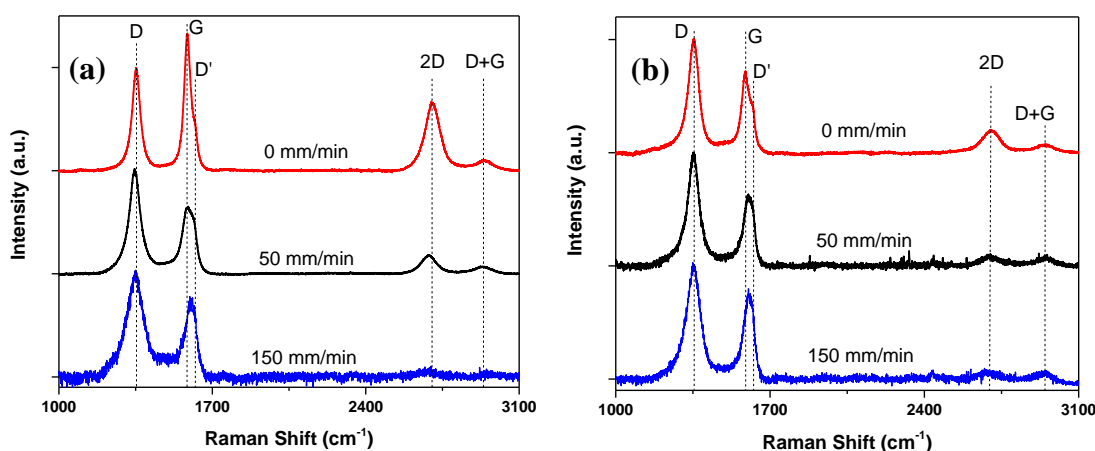 (a)
D
G
D'
2D
D+G
0 mm/min
50 mm/min
150 mm/min
Intensity (a.u.)
1000
1700
2400
3100
Raman Shift (cm⁻¹)
(b)
D
G
D'
2D
D+G
0 mm/min
50 mm/min
150 mm/min
Intensity (a.u.)
1000
1700
2400
3100
Raman Shift (cm⁻¹)